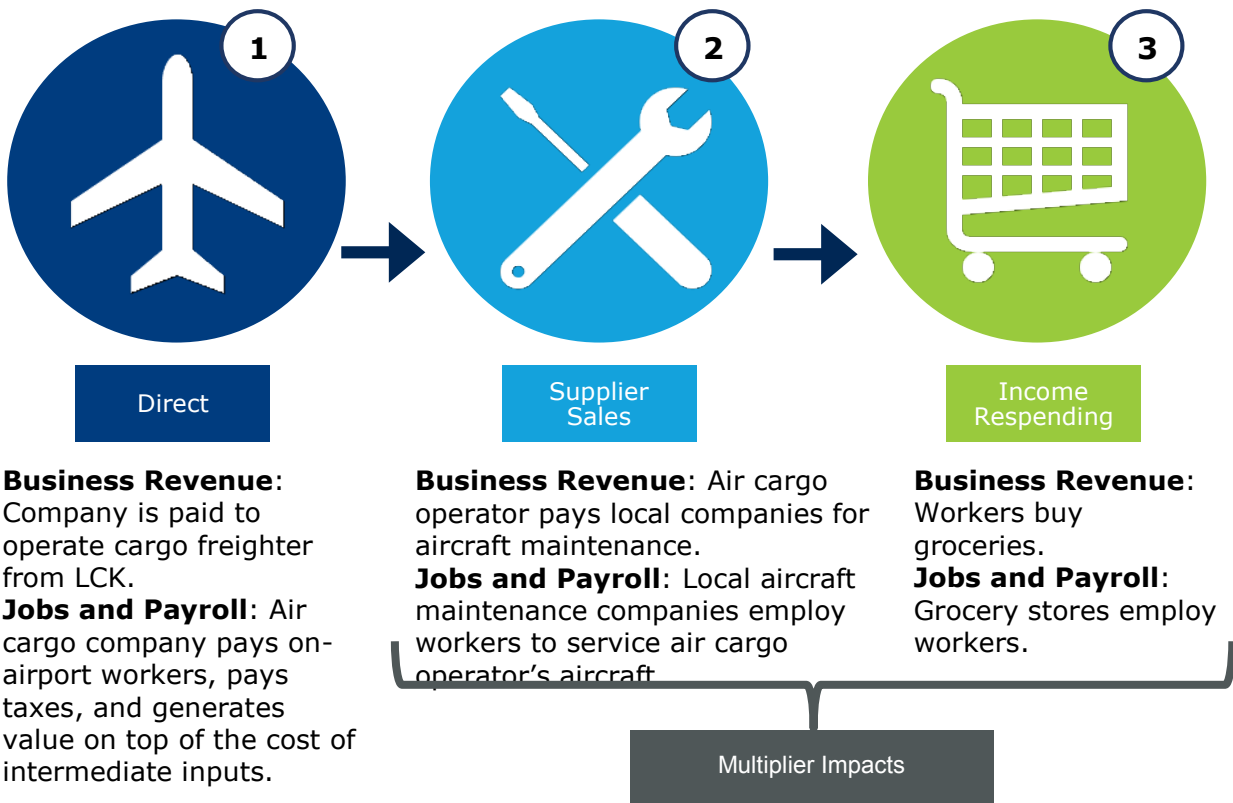 1
2
3
Direct
Supplier
Sales
Income
Respending
Business Revenue:
Company is paid to
operate cargo freighter
from LCK.
Jobs and Payroll: Air
cargo company pays on-
airport workers, pays
taxes, and generates
value on top of the cost of
intermediate inputs.
Business Revenue: Air cargo
operator pays local companies for
aircraft maintenance.
Jobs and Payroll: Local aircraft
maintenance companies employ
workers to service air cargo
operator’s aircraft
Business Revenue:
Workers buy
groceries.
Jobs and Payroll:
Grocery stores employ
workers.
Multiplier Impacts